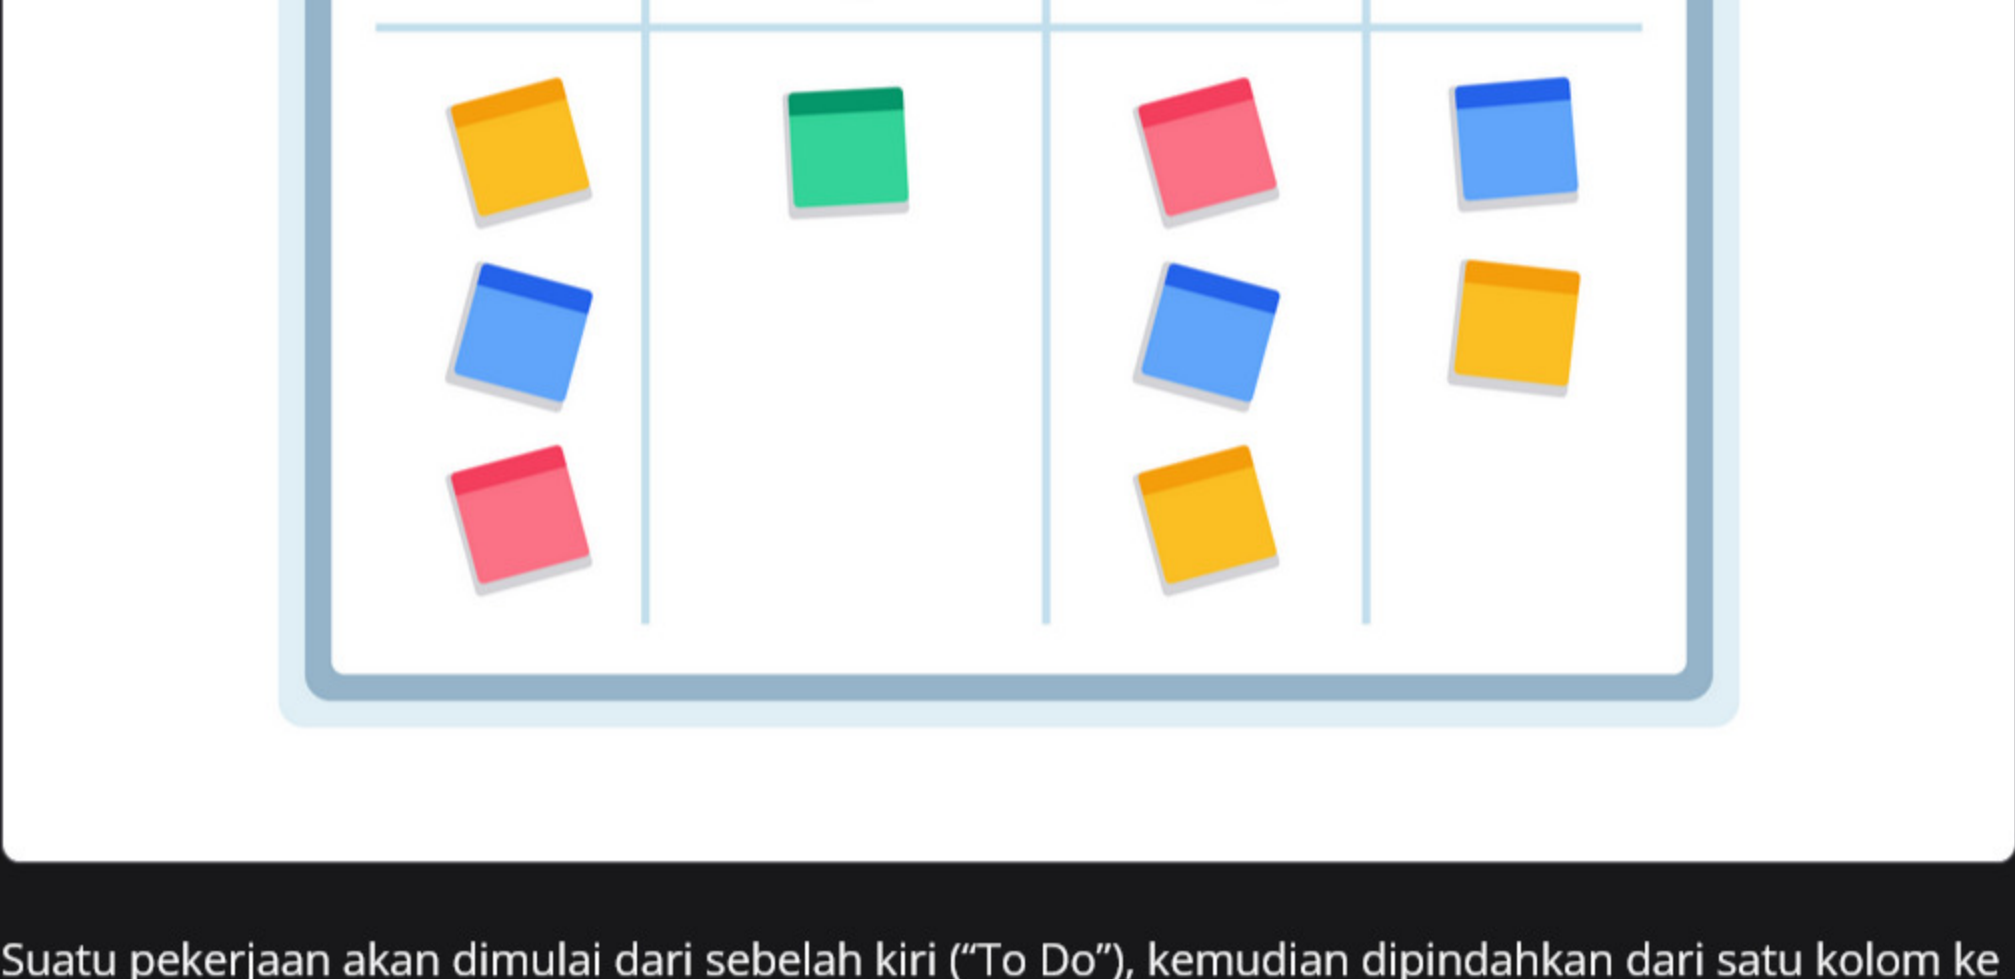 Suatu pekerjaan akan dimulai dari sebelah kiri (“To Do”), kemudian dipindahkan dari satu kolom ke